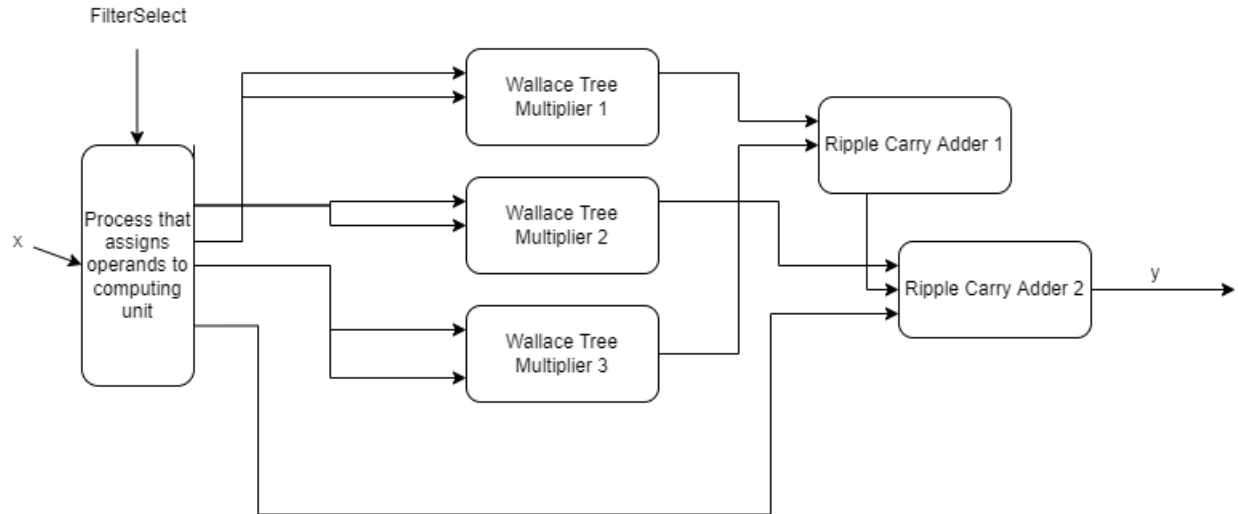 FilterSelect
Wallace Tree
Multiplier 1
Ripple Carry Adder 1
Process that
assigns
operands to
computing
unit
x
Wallace Tree
Multiplier 2
Ripple Carry Adder 2
y
Wallace Tree
Multiplier 3